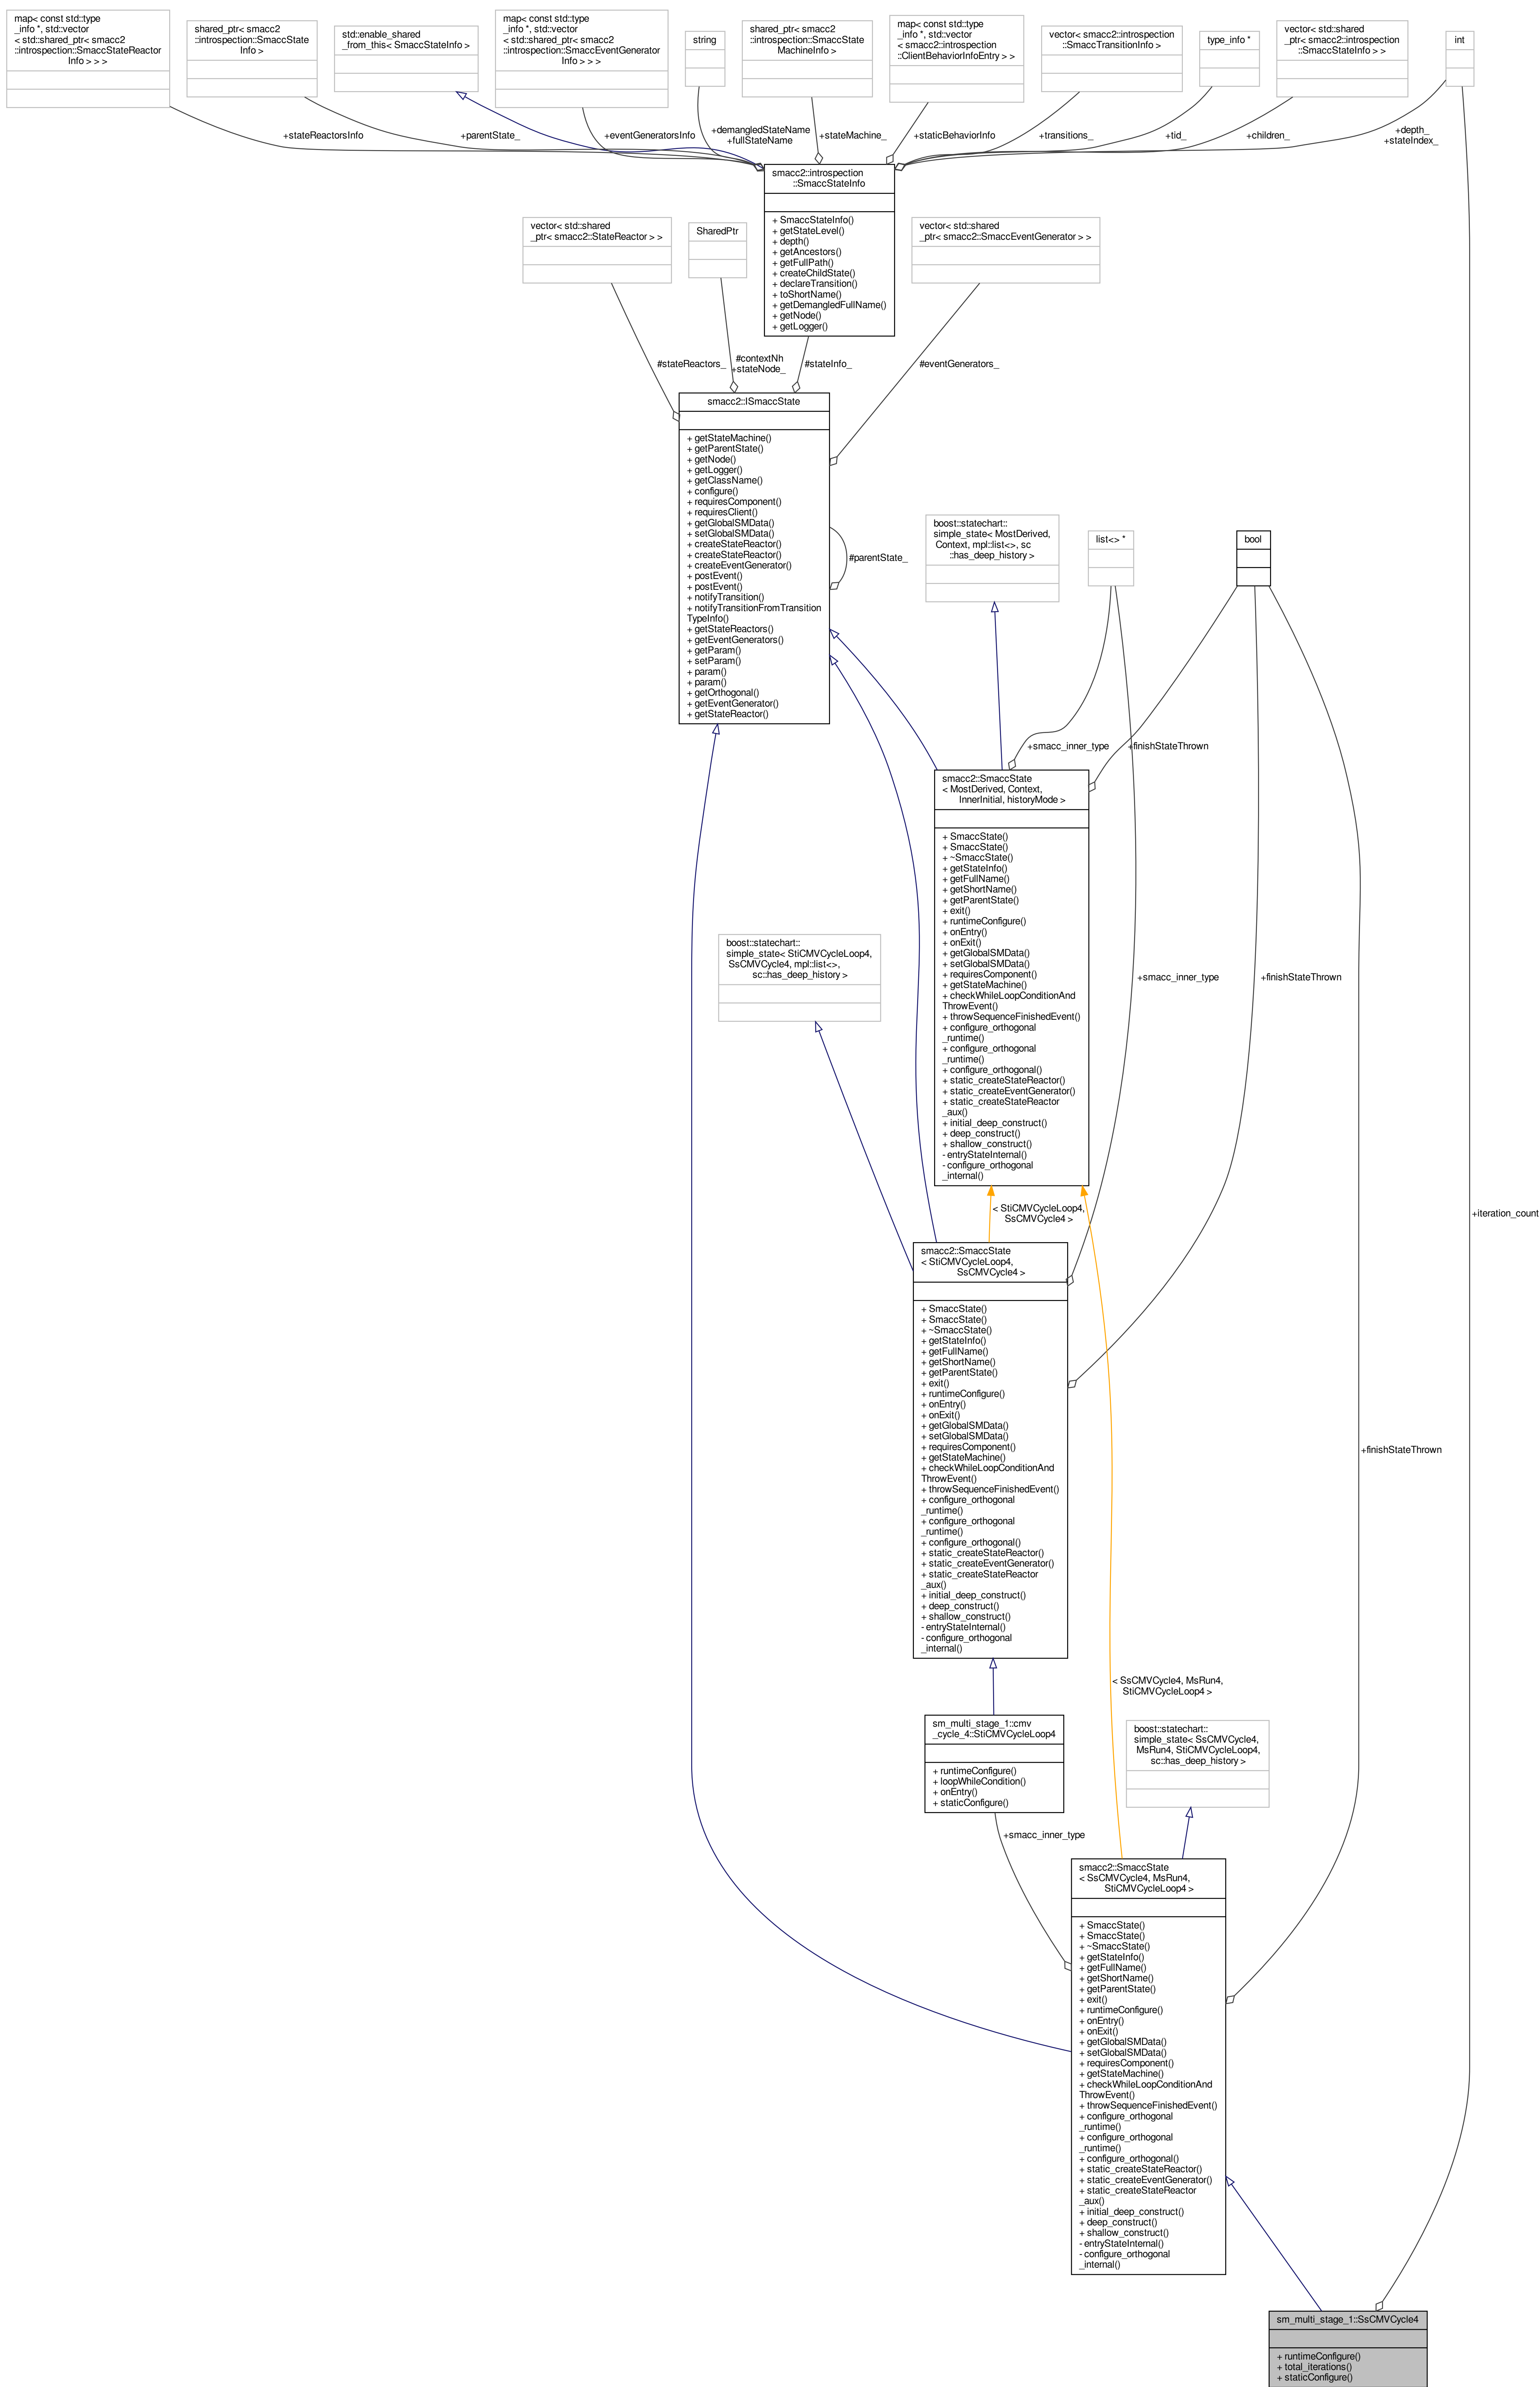 map< const std::type
_info *, std::vector
< std::shared_ptr< smacc2
::introspection::SmaccStateReactor
Info > > >
shared_ptr< smacc2
::introspection::SmaccState
Info >
std::enable_shared
_from_this< SmaccStateInfo >
map< const std::type
_info *, std::vector
< std::shared_ptr< smacc2
::introspection::SmaccEventGenerator
Info > > >
string
shared_ptr< smacc2
::introspection::SmaccState
MachineInfo >
map< const std::type
_info *, std::vector
< smacc2::introspection
::ClientBehaviorInfoEntry > >
vector< smacc2::introspection
::SmaccTransitionInfo >
type_info *
vector< std::shared
_ptr< smacc2::introspection
::SmaccStateInfo > >
int
+stateReactorsInfo
+parentState_
+eventGeneratorsInfo
+demangledStateName
+fullStateName
+stateMachine_
+staticBehaviorInfo
+transitions_
+tid_
+children_
+depth_
+stateIndex_
smacc2::introspection
::SmaccStateInfo
+ SmaccStateInfo()
+ getStateLevel()
+ depth()
+ getAncestors()
+ getFullPath()
+ createChildState()
+ declareTransition()
+ toShortName()
+ getDemangledFullName()
+ getNode()
+ getLogger()
vector< std::shared
_ptr< smacc2::StateReactor > >
SharedPtr
vector< std::shared
_ptr< smacc2::SmaccEventGenerator > >
#stateReactors_
#contextNh
+stateNode_
#stateInfo_
#eventGenerators_
smacc2::ISmaccState
+ getStateMachine()
+ getParentState()
+ getNode()
+ getLogger()
+ getClassName()
+ configure()
+ requiresComponent()
+ requiresClient()
+ getGlobalSMData()
+ setGlobalSMData()
+ createStateReactor()
+ createStateReactor()
+ createEventGenerator()
+ postEvent()
+ postEvent()
+ notifyTransition()
+ notifyTransitionFromTransition
TypeInfo()
+ getStateReactors()
+ getEventGenerators()
+ getParam()
+ setParam()
+ param()
+ param()
+ getOrthogonal()
+ getEventGenerator()
+ getStateReactor()
#parentState_
boost::statechart::
simple_state< MostDerived,
Context, mpl::list<>, sc
::has_deep_history >
list<> *
bool
+smacc_inner_type
+finishStateThrown
smacc2::SmaccState
< MostDerived, Context,
InnerInitial, historyMode >
+ SmaccState()
+ SmaccState()
+ ~SmaccState()
+ getStateInfo()
+ getFullName()
+ getShortName()
+ getParentState()
+ exit()
+ runtimeConfigure()
+ onEntry()
+ onExit()
+ getGlobalSMData()
+ setGlobalSMData()
+ requiresComponent()
+ getStateMachine()
+ checkWhileLoopConditionAnd
ThrowEvent()
+ throwSequenceFinishedEvent()
+ configure_orthogonal
_runtime()
+ configure_orthogonal
_runtime()
+ configure_orthogonal()
+ static_createStateReactor()
+ static_createEventGenerator()
+ static_createStateReactor
_aux()
+ initial_deep_construct()
+ deep_construct()
+ shallow_construct()
- entryStateInternal()
- configure_orthogonal
_internal()
boost::statechart::
simple_state< StiCMVCycleLoop4,
SsCMVCycle4, mpl::list<>,
sc::has_deep_history >
+smacc_inner_type
+finishStateThrown
< StiCMVCycleLoop4,
SsCMVCycle4 >
+iteration_count
smacc2::SmaccState
< StiCMVCycleLoop4,
SsCMVCycle4 >
+ SmaccState()
+ SmaccState()
+ ~SmaccState()
+ getStateInfo()
+ getFullName()
+ getShortName()
+ getParentState()
+ exit()
+ runtimeConfigure()
+ onEntry()
+ onExit()
+ getGlobalSMData()
+ setGlobalSMData()
+ requiresComponent()
+ getStateMachine()
+ checkWhileLoopConditionAnd
ThrowEvent()
+ throwSequenceFinishedEvent()
+ configure_orthogonal
_runtime()
+ configure_orthogonal
_runtime()
+ configure_orthogonal()
+ static_createStateReactor()
+ static_createEventGenerator()
+ static_createStateReactor
_aux()
+ initial_deep_construct()
+ deep_construct()
+ shallow_construct()
- entryStateInternal()
- configure_orthogonal
_internal()
+finishStateThrown
< SsCMVCycle4, MsRun4,
StiCMVCycleLoop4 >
sm_multi_stage_1::cmv
_cycle_4::StiCMVCycleLoop4
+ runtimeConfigure()
+ loopWhileCondition()
+ onEntry()
+ staticConfigure()
boost::statechart::
simple_state< SsCMVCycle4,
MsRun4, StiCMVCycleLoop4,
sc::has_deep_history >
+smacc_inner_type
smacc2::SmaccState
< SsCMVCycle4, MsRun4,
StiCMVCycleLoop4 >
+ SmaccState()
+ SmaccState()
+ ~SmaccState()
+ getStateInfo()
+ getFullName()
+ getShortName()
+ getParentState()
+ exit()
+ runtimeConfigure()
+ onEntry()
+ onExit()
+ getGlobalSMData()
+ setGlobalSMData()
+ requiresComponent()
+ getStateMachine()
+ checkWhileLoopConditionAnd
ThrowEvent()
+ throwSequenceFinishedEvent()
+ configure_orthogonal
_runtime()
+ configure_orthogonal
_runtime()
+ configure_orthogonal()
+ static_createStateReactor()
+ static_createEventGenerator()
+ static_createStateReactor
_aux()
+ initial_deep_construct()
+ deep_construct()
+ shallow_construct()
- entryStateInternal()
- configure_orthogonal
_internal()
sm_multi_stage_1::SsCMVCycle4
+ runtimeConfigure()
+ total_iterations()
+ staticConfigure()